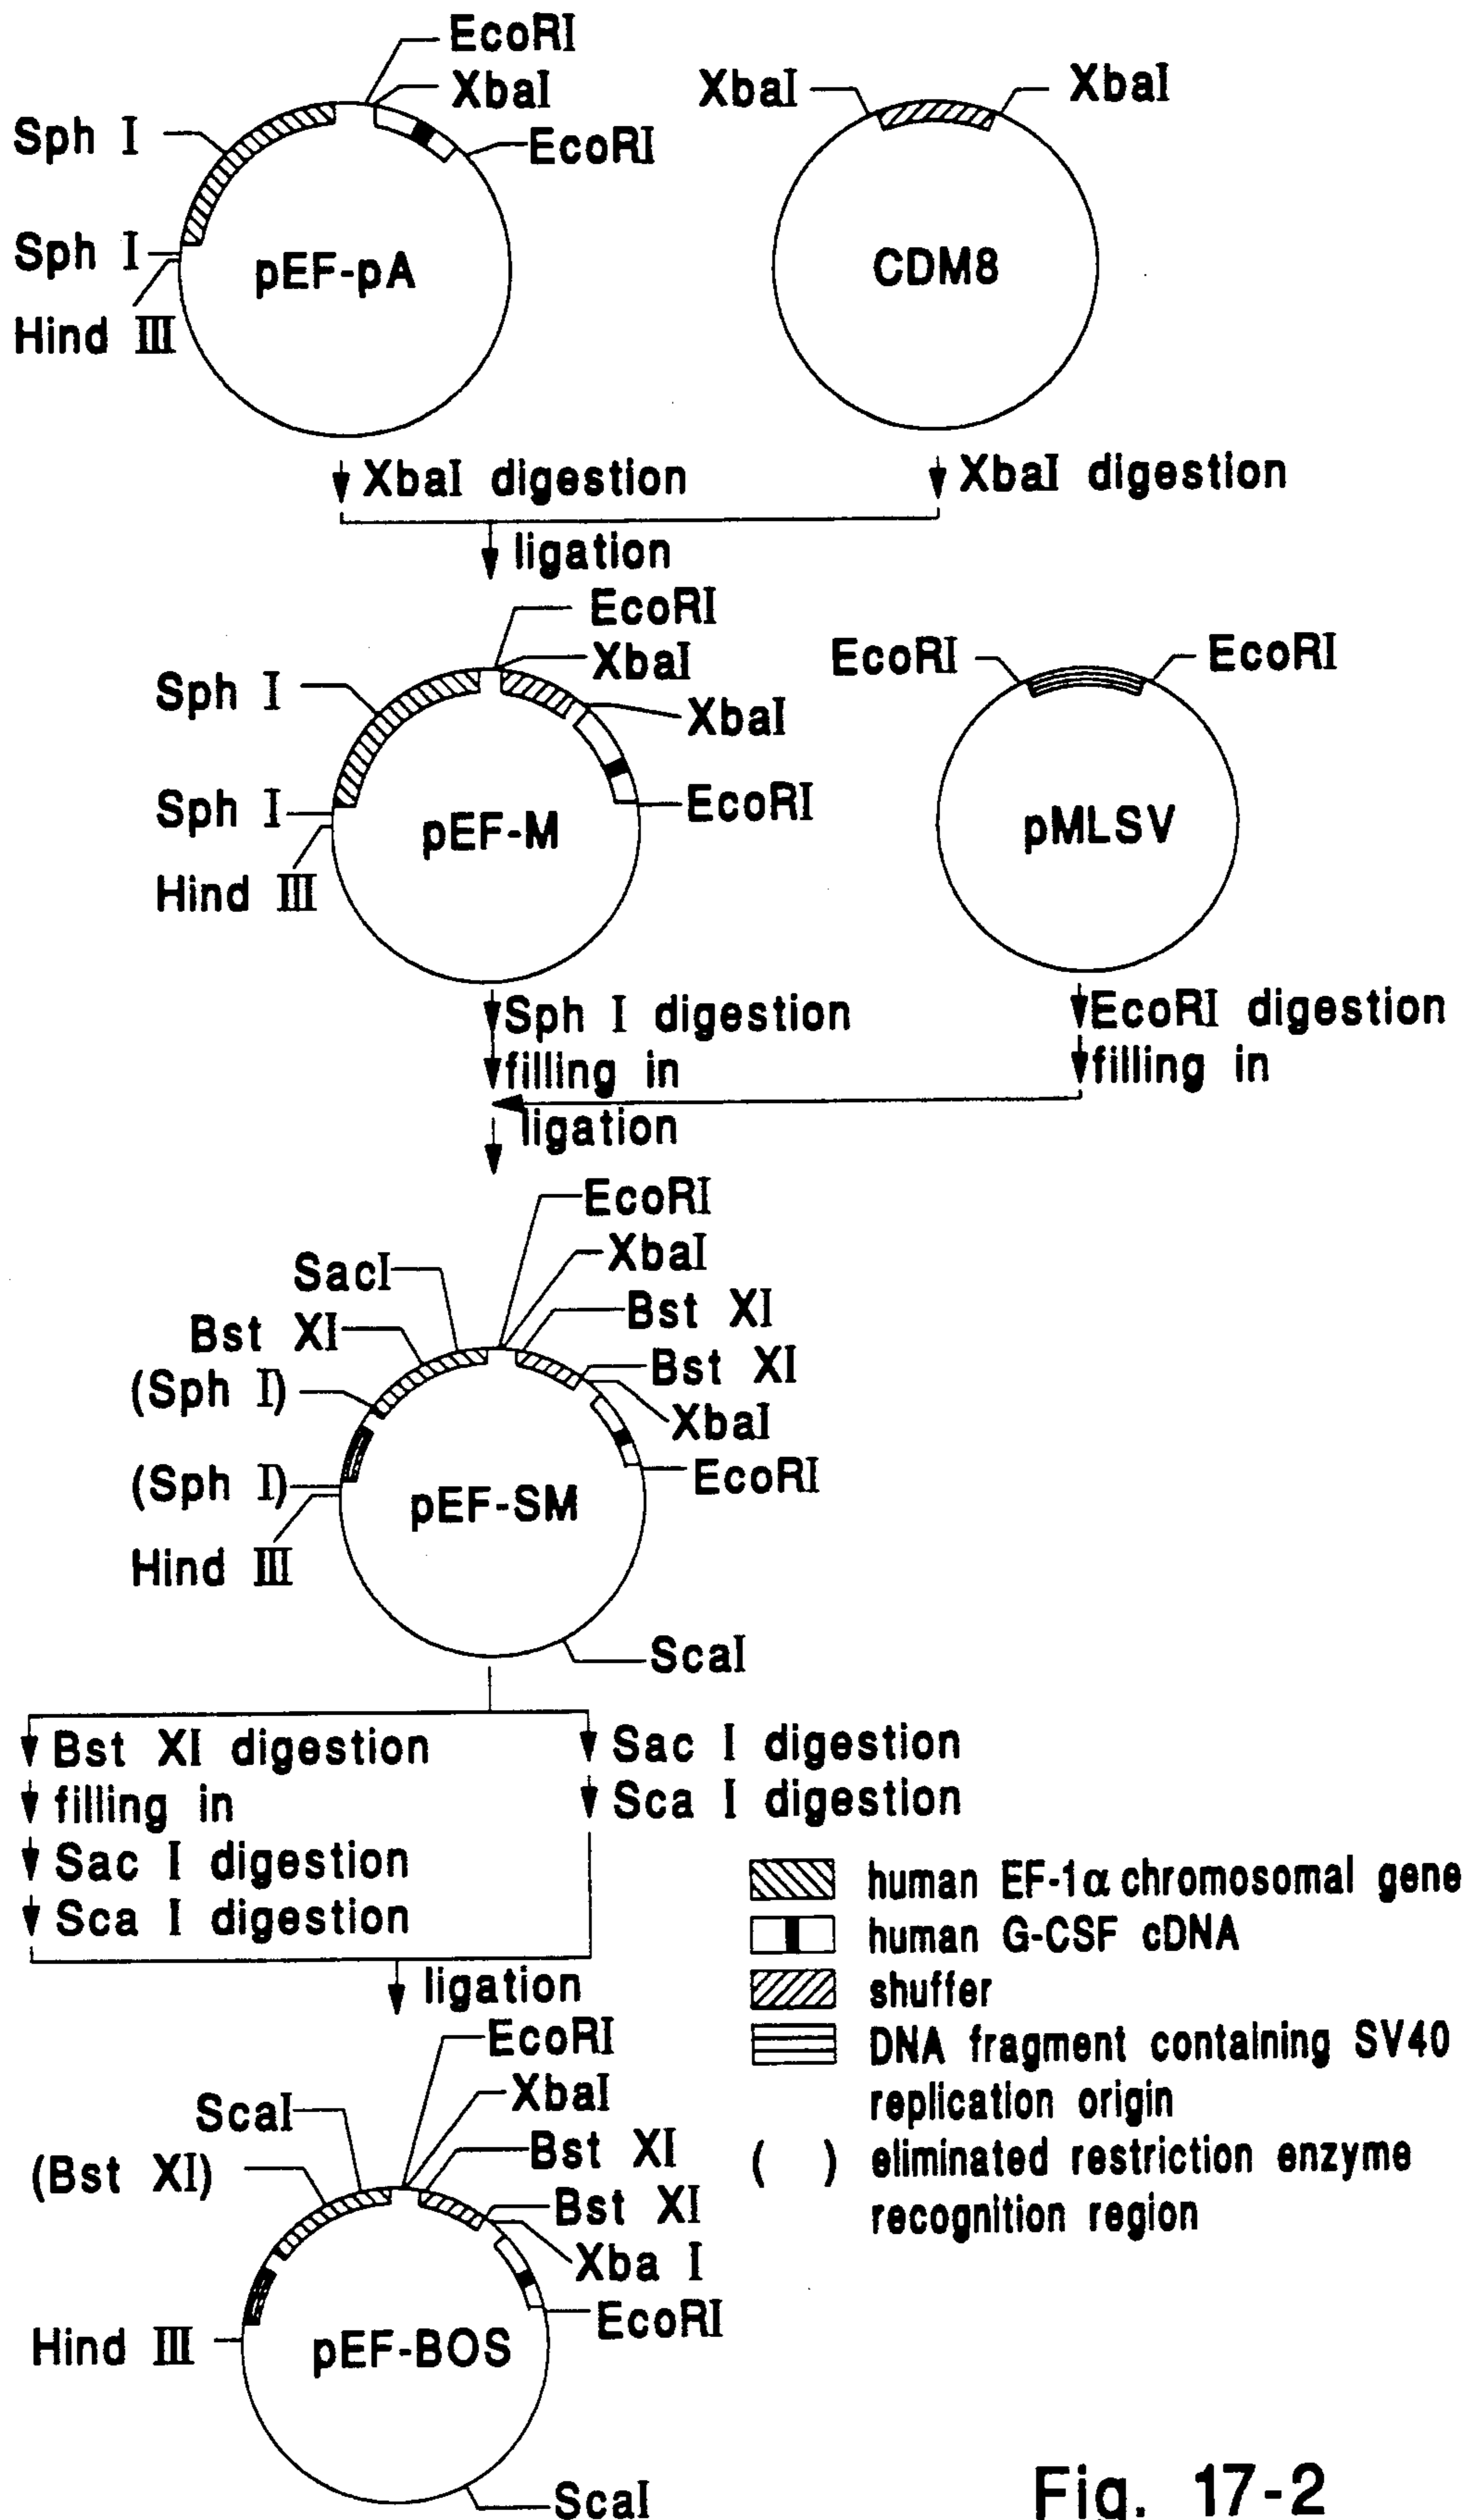 EcoRI
XbaI
EcoRI
Sph I
Sph I
Hind III
pEF-pA
XbaI
XbaI
CDM8
XbaI digestion
XbaI digestion
ligation
EcoRI
XbaI
XbaI
EcoRI
Sph I
Sph I
Hind III
pEF-M
EcoRI
EcoRI
pMLSV
Sph I digestion
filling in
EcoRI digestion
filling in
ligation
EcoRI
XbaI
SacI
Bst XI
Bst XI
Bst XI
(Sph I)
XbaI
(Sph I)
EcoRI
pEF-SM
Hind III
ScaI
Bst XI digestion
filling in
Sac I digestion
Sca I digestion
Sac I digestion
Sca I digestion
ligation
human EF-1α chromosomal gene
human G-CSF cDNA
shuffer
DNA fragment containing SV40
replication origin
( ) eliminated restriction enzyme
recognition region
EcoRI
XbaI
ScaI
Bst XI
(Bst XI)
Bst XI
Xba I
EcoRI
Hind III
pEF-BOS
ScaI
Fig. 17-2